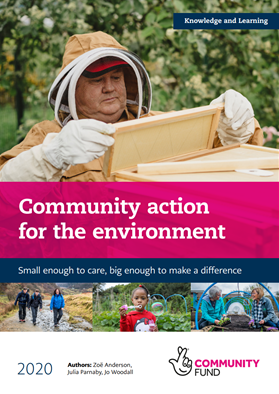 Knowledge and Learning
Community action
for the environment
Small enough to care, big enough to make a difference
2020
Authors: Zoë Anderson,
Julia Parnaby, Jo Woodall
COMMUNITY
FUND